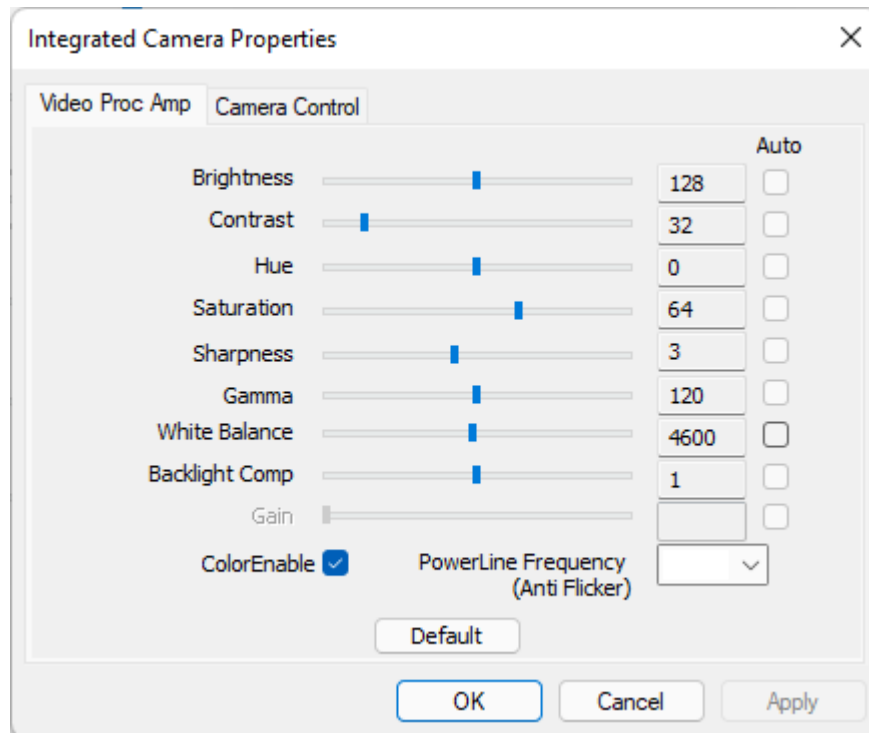 Integrated Camera Properties
Video Proc Amp Camera Control
Auto
Brightness 128
Contrast 32
Hue 0
Saturation 64
Sharpness 3
Gamma 120
White Balance 4600
Backlight Comp 1
Gain
ColorEnable PowerLine Frequency
(Anti Flicker)
Default
OK Cancel Apply